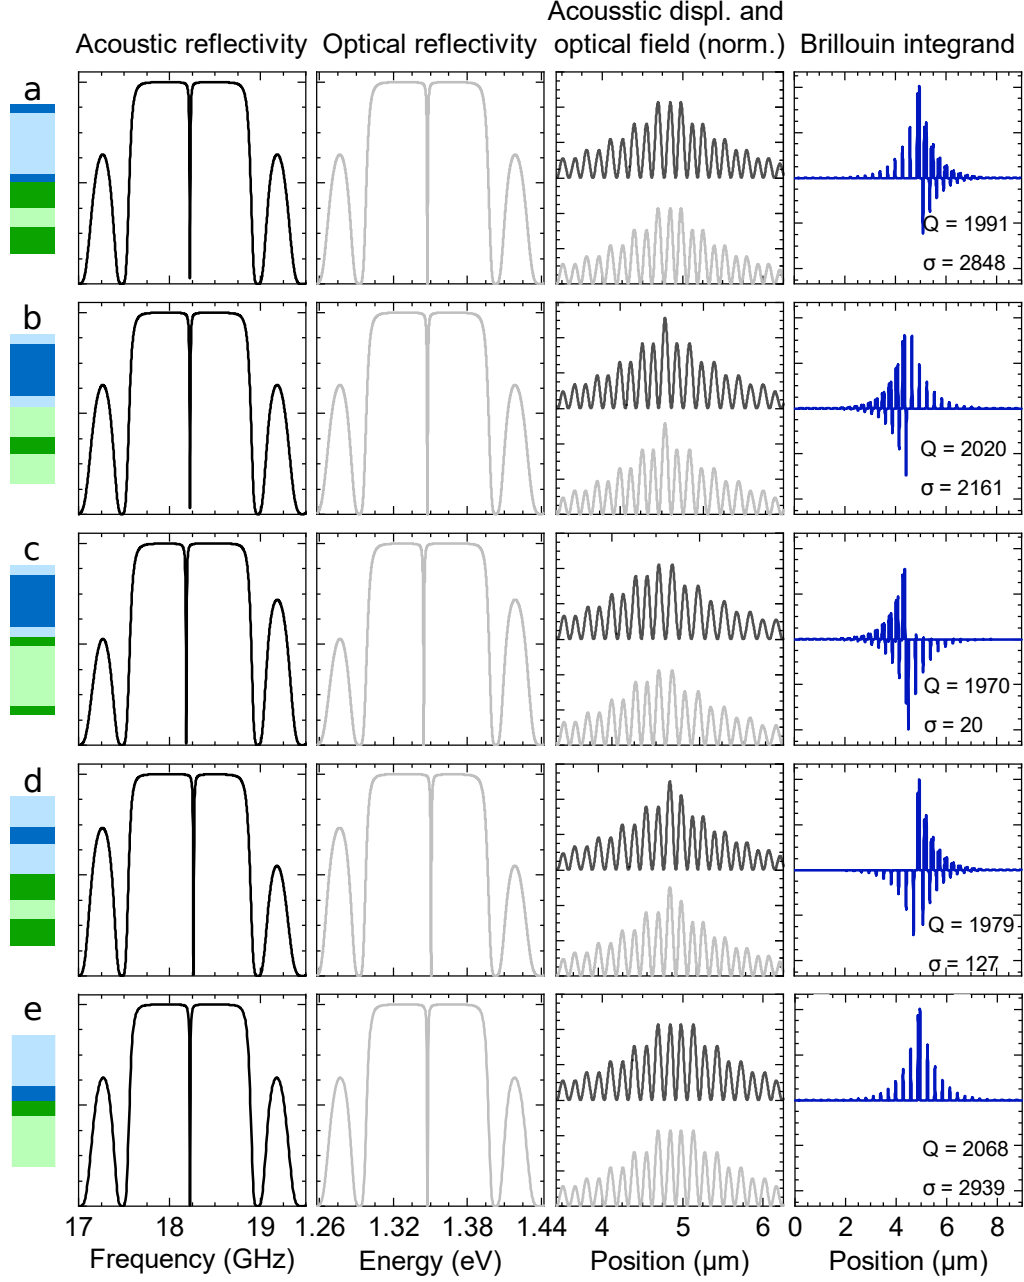 Acousstic displ. and
Acoustic reflectivity Optical reflectivity optical field (norm.) Brillouin integrand
a
Q = 1991
σ = 2848
b
Q = 2020
σ = 2161
c
Q = 1970
σ = 20
d
Q = 1979
σ = 127
e
Q = 2068
σ = 2939
17 18 19 1.26 1.32 1.38 1.44 4 5 6 0 2 4 6 8
Frequency (GHz) Energy (eV) Position (µm) Position (µm)